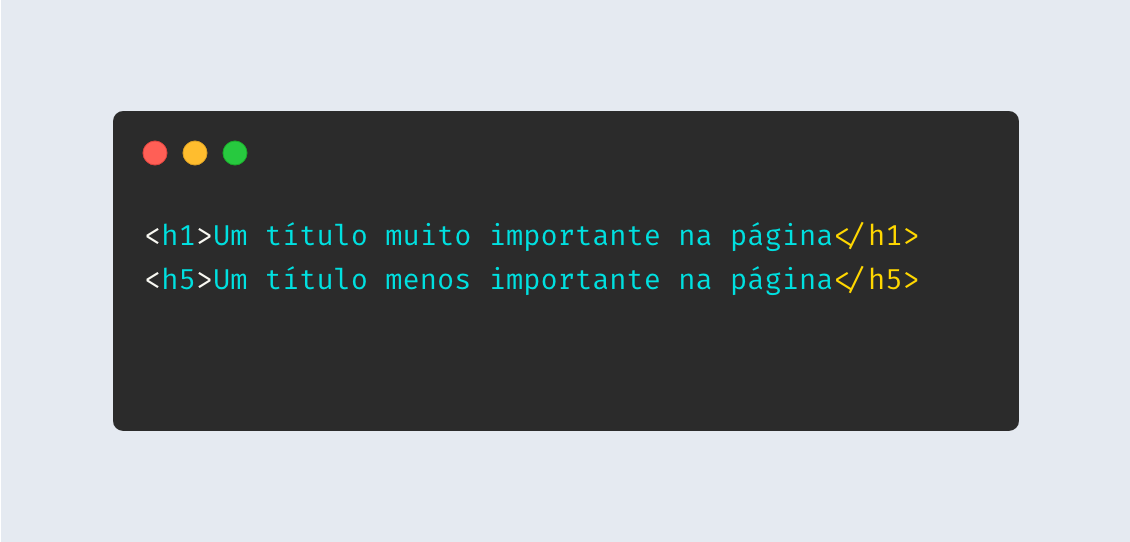 <h1>Um título muito importante na página</h1>
<h5>Um título menos importante na página</h5>